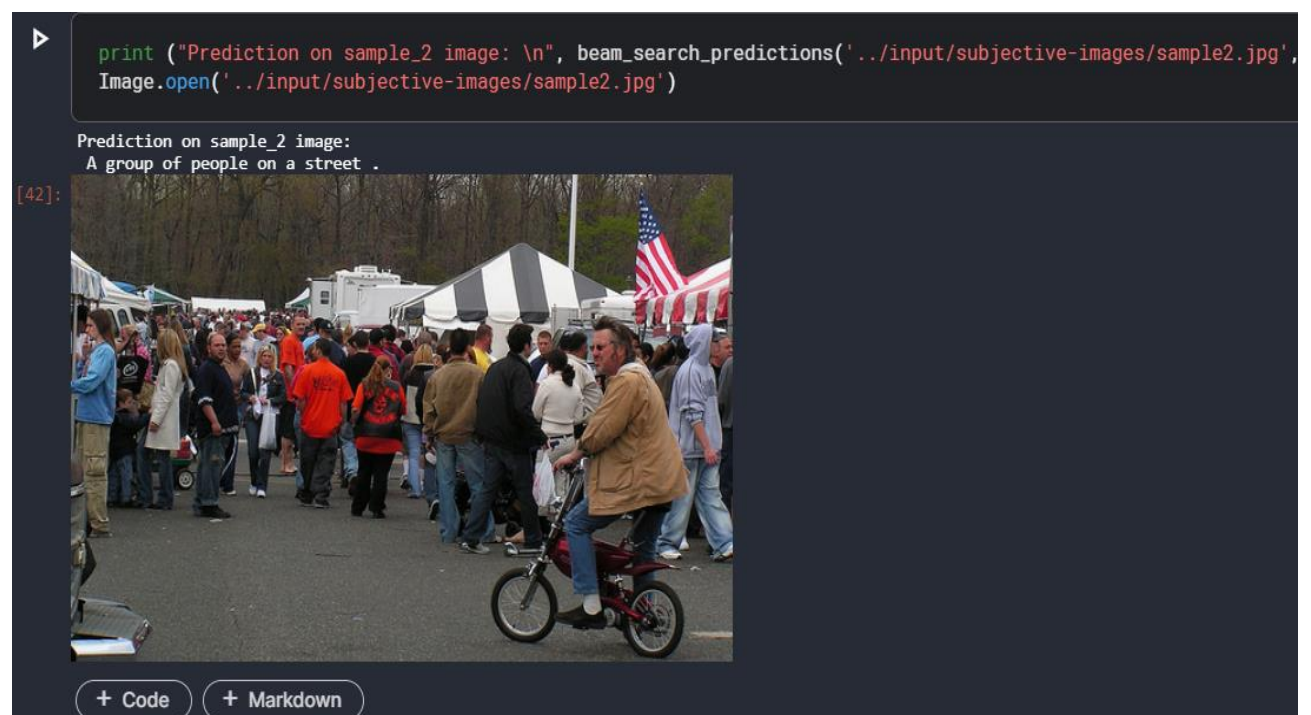 print ("Prediction on sample_2 image: \n", beam_search_predictions('../input/subjective-images/sample2.jpg',
Image.open('../input/subjective-images/sample2.jpg')
Prediction on sample_2 image:
A group of people on a street .
[42]:
+ Code + Markdown